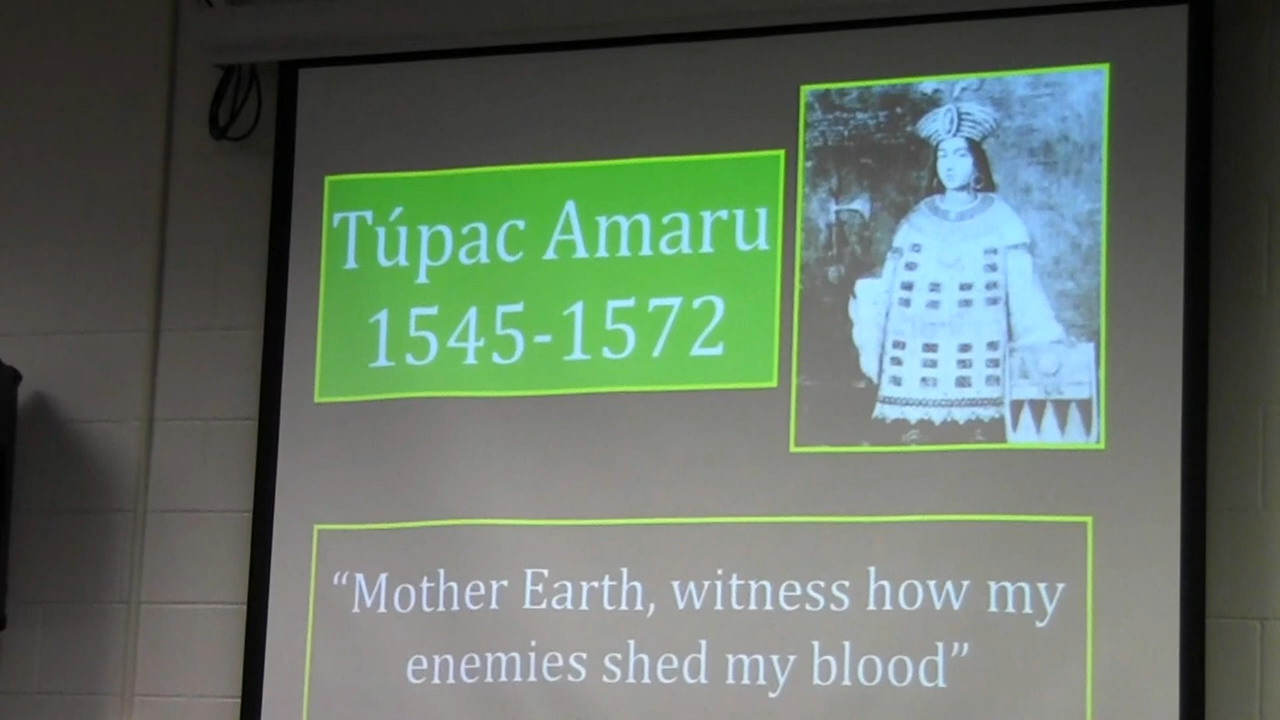 Túpac Amaru
1545-1572
“Mother Earth, witness how my
enemies shed my blood”